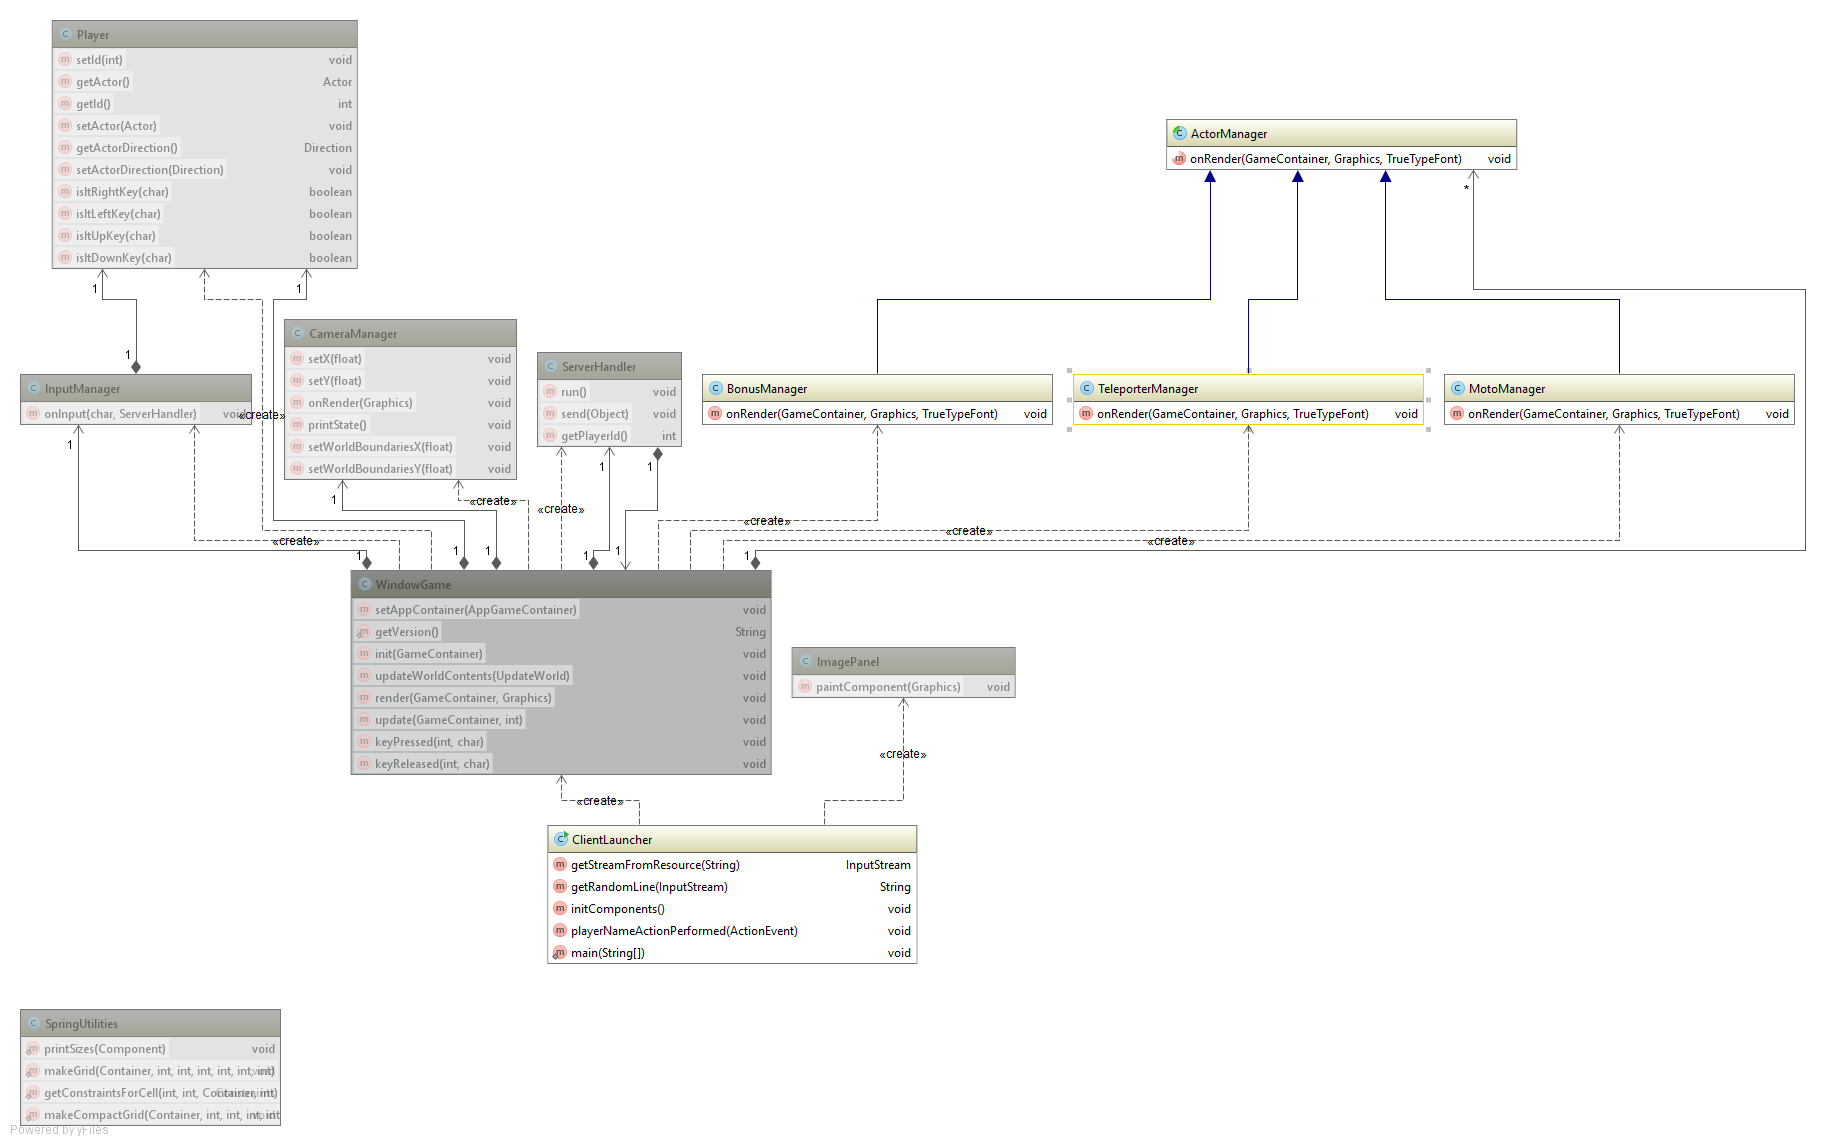 Player
setId(int) void
getActor() Actor
getId() int
setActor(Actor) void
getActorDirection() Direction
setActorDirection(Direction) void
isItRightKey(char) boolean
isItLeftKey(char) boolean
isItUpKey(char) boolean
isItDownKey(char) boolean
ActorManager
onRender(GameContainer, Graphics, TrueTypeFont) void
*
1
1
1
CameraManager
setX(float) void
setY(float) void
onRender(Graphics) void
printState() void
setWorldBoundariesX(float) void
setWorldBoundariesY(float) void
ServerHandler
run() void
send(Object) void
getPlayerId() int
InputManager
onInput(char, ServerHandler) void
«create»
BonusManager
onRender(GameContainer, Graphics, TrueTypeFont) void
TeleporterManager
onRender(GameContainer, Graphics, TrueTypeFont) void
MotoManager
onRender(GameContainer, Graphics, TrueTypeFont) void
1
1
1
1
«create»
«create»
«create»
«create»
«create»
«create»
1
1
1
1
1
1
WindowGame
setAppContainer(AppGameContainer) void
getVersion() String
init(GameContainer) void
updateWorldContents(UpdateWorld) void
render(GameContainer, Graphics) void
update(GameContainer, int) void
keyPressed(int, char) void
keyReleased(int, char) void
ImagePanel
paintComponent(Graphics) void
«create»
«create»
ClientLauncher
getStreamFromResource(String) InputStream
getRandomLine(InputStream) String
initComponents() void
playerNameActionPerformed(ActionEvent) void
main(String[]) void
SpringUtilities
printSizes(Component) void
makeGrid(Container, int, int, int, int, int, int) void
getConstraintsForCell(int, int, Container, int)
makeCompactGrid(Container, int, int, int, int void
Powered by yFiles